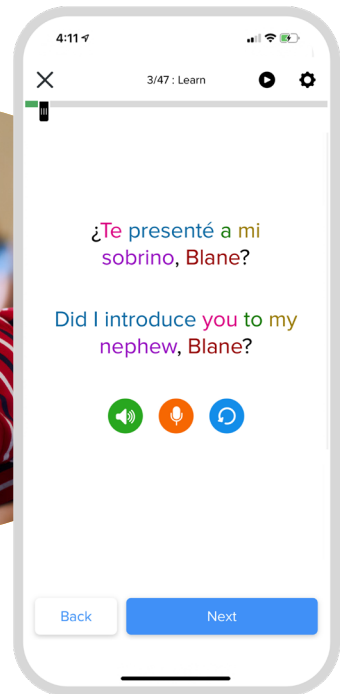 4:11
3/47 : Learn
¿Te presenté a mi
sobrino, Blane?
Did I introduce you to my
nephew, Blane?
Back
Next